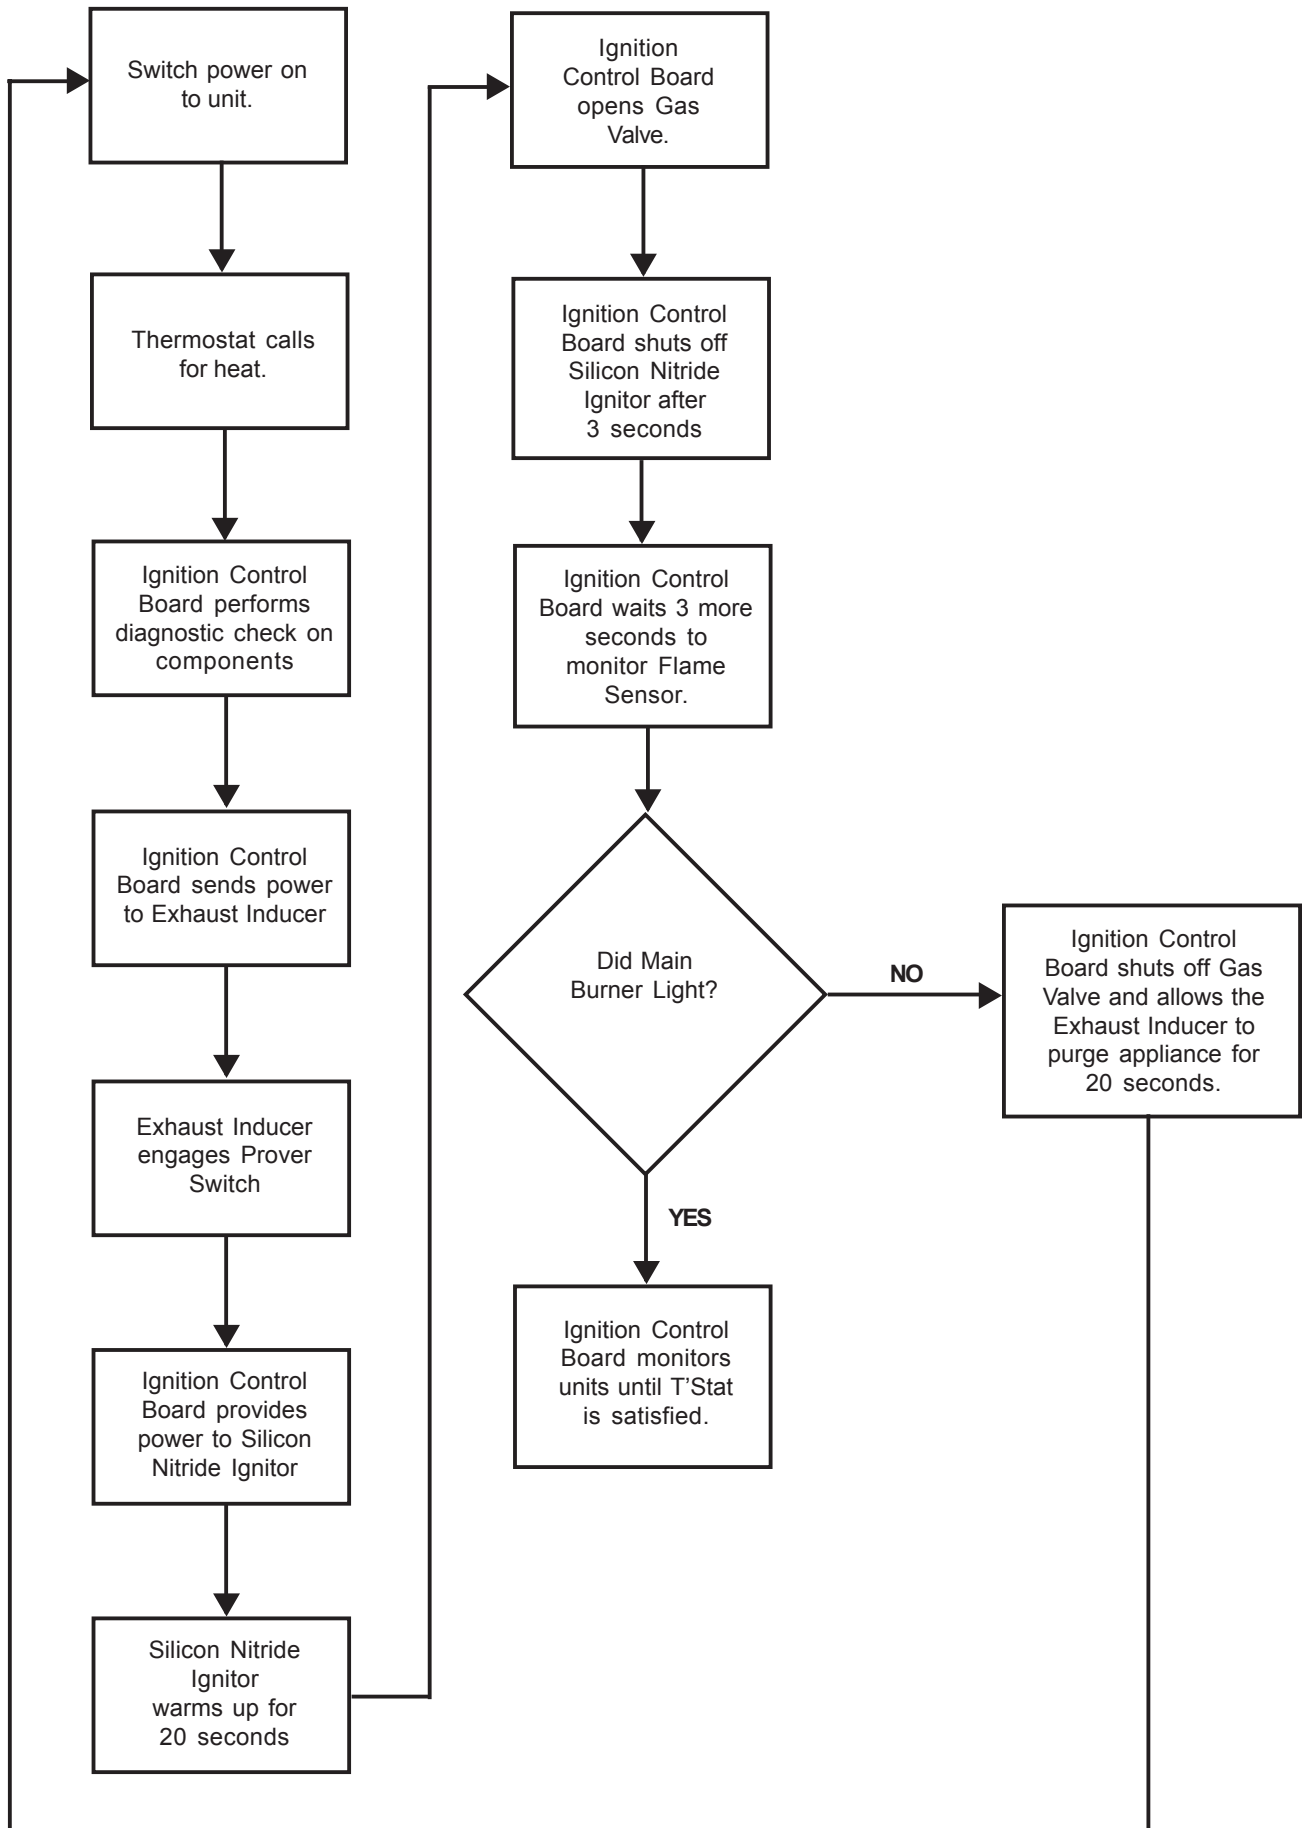 Switch power on
to unit.
Thermostat calls
for heat.
Ignition Control
Board performs
diagnostic check on
components
Ignition Control
Board sends power
to Exhaust Inducer
Exhaust Inducer
engages Prover
Switch
Ignition Control
Board provides
power to Silicon
Nitride Ignitor
Silicon Nitride
Ignitor
warms up for
20 seconds
Ignition
Control Board
opens Gas
Valve.
Ignition Control
Board shuts off
Silicon Nitride
Ignitor after
3 seconds
Ignition Control
Board waits 3 more
seconds to
monitor Flame
Sensor.
Did Main
Burner Light?
NO
Ignition Control
Board shuts off Gas
Valve and allows the
Exhaust Inducer to
purge appliance for
20 seconds.
YES
Ignition Control
Board monitors
units until T’Stat
is satisfied.